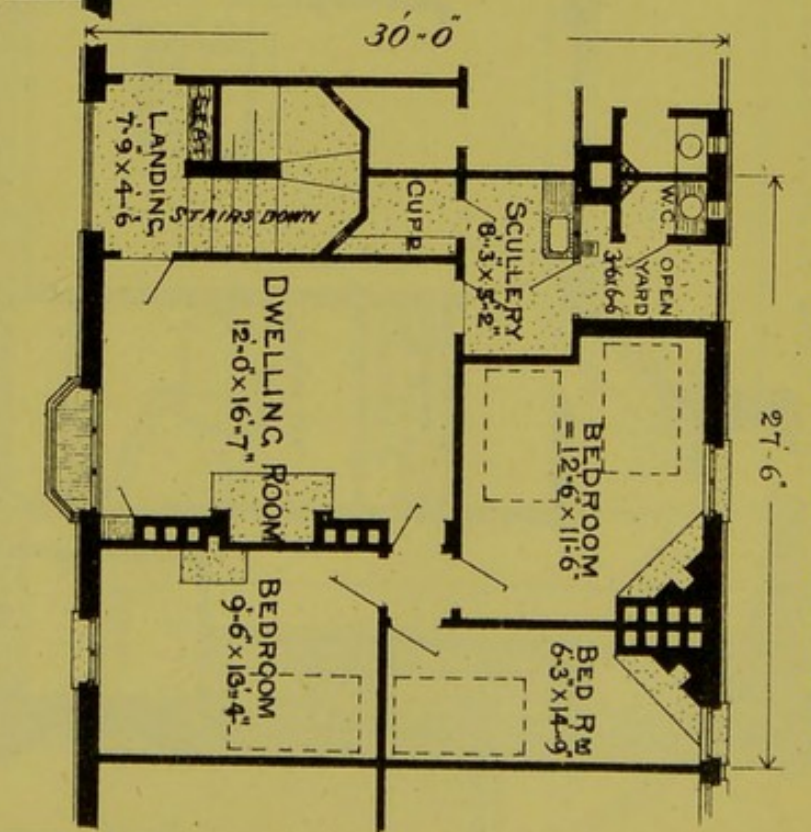 30'-0"
LANDING
7'-9 X 4-6
SEAT
STAIRS DOWN
CUPD
SCULLERY
8'-3" X 5'-2"
W.C.
OPEN
YARD
3-6 X 6-6
DWELLING ROOM
12'-0" X 16'-7"
BEDROOM
=12'-6" X 11'-6"
27'-6"
BEDROOM
9'-6" X 13'-4"
BED RM
6'-3" X 14'-9"